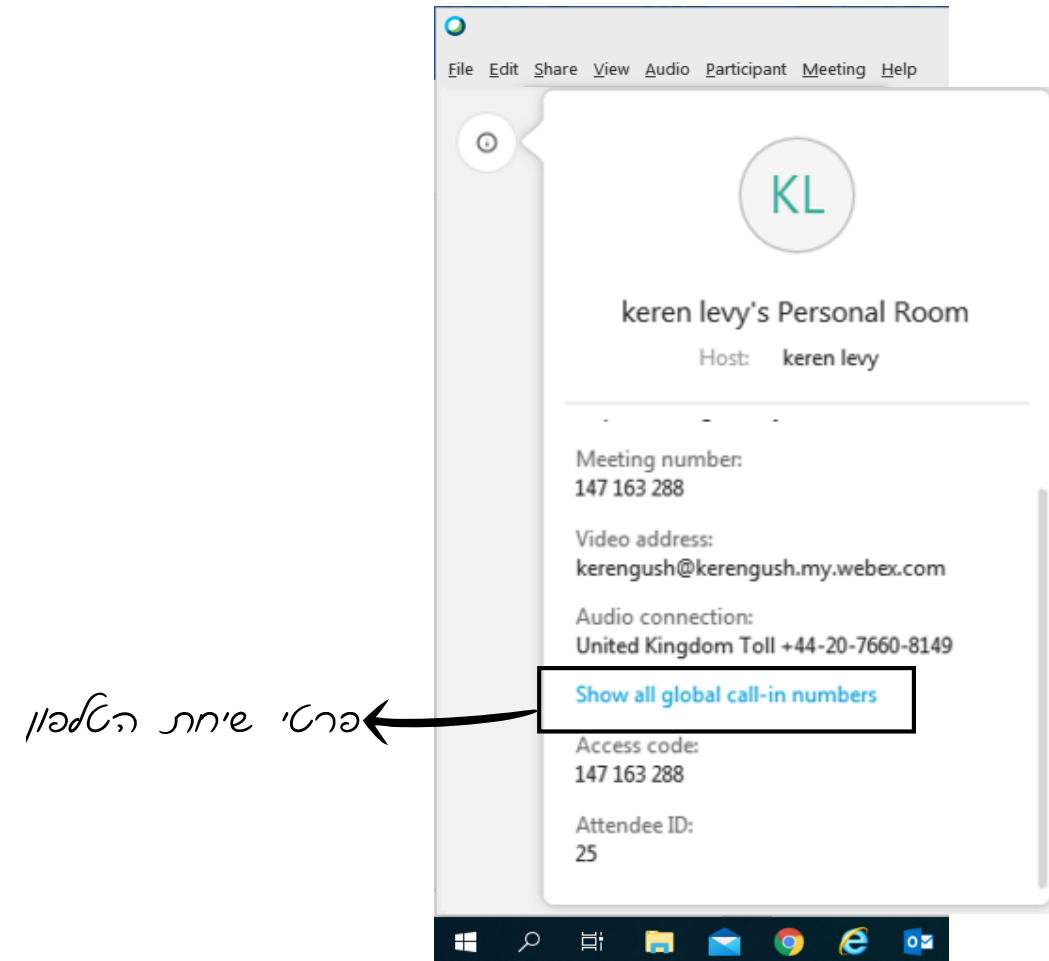 File Edit Share View Audio Participant Meeting Help
KL
keren levy's Personal Room
Host: keren levy
Meeting number:
147 163 288
Video address:
kerengush@kerengush.my.webex.com
Audio connection:
United Kingdom Toll +44-20-7660-8149
Show all global call-in numbers
פרטי שיחת הטלפון
Access code:
147 163 288
Attendee ID:
25